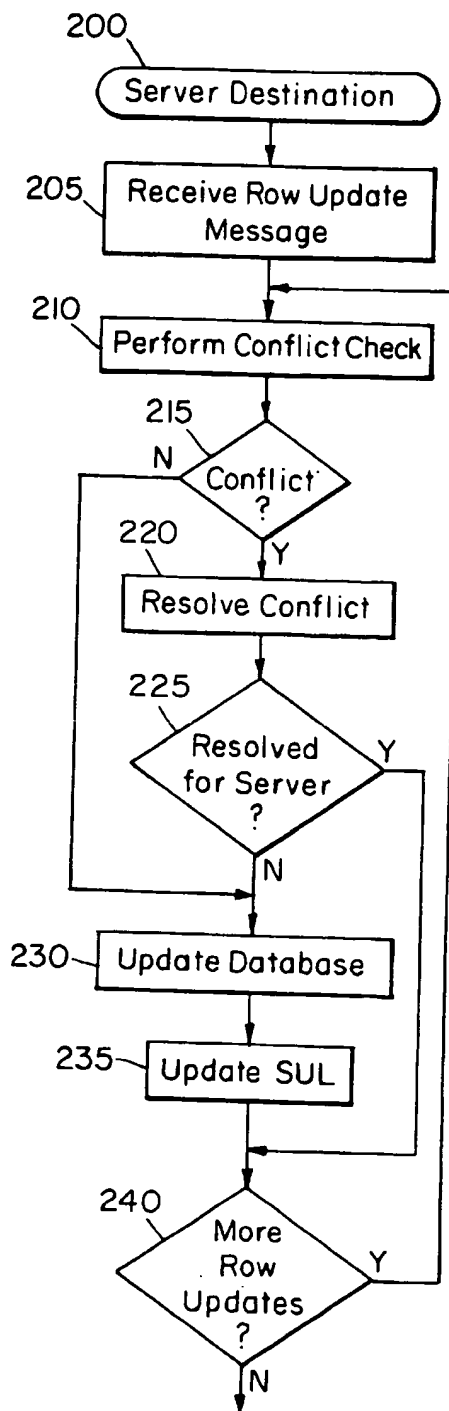 200
Server Destination
205
Receive Row Update
Message
210
Perform Conflict Check
215
N
Conflict
?
Y
220
Resolve Conflict
225
Resolved
for Server
?
Y
N
230
Update Database
235
Update SUL
240
More
Row
Updates
?
Y
N